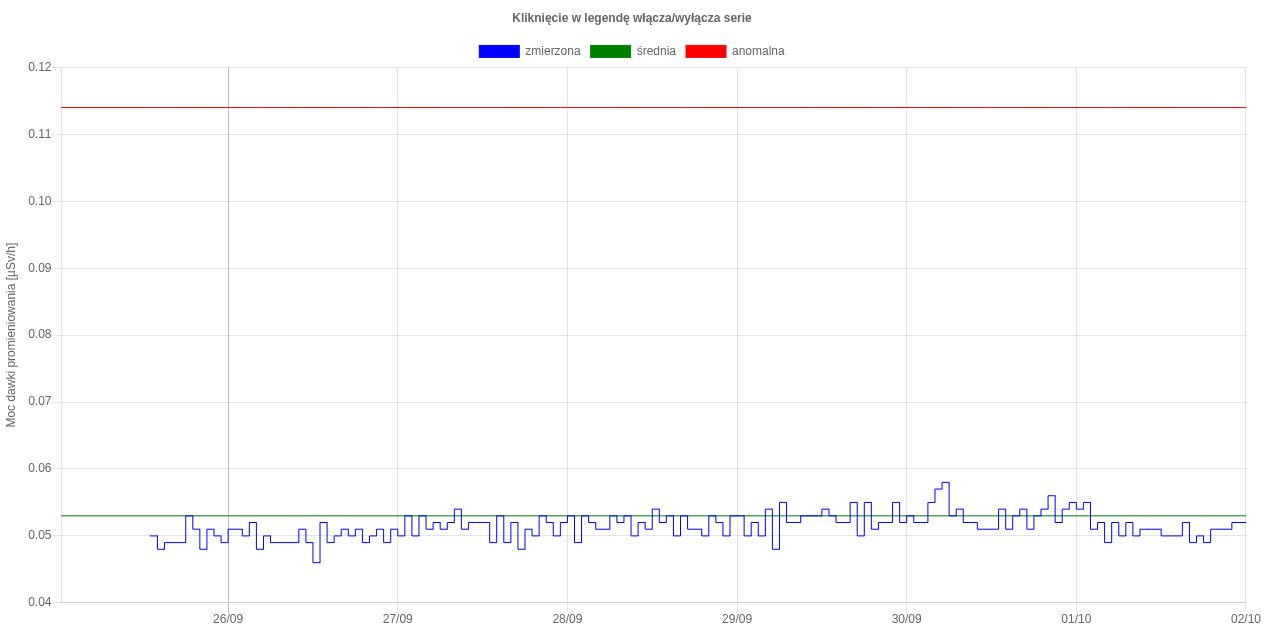 Kliknięcie w legendę włącza/wyłącza serie
zmierzona średnia anomalna
Moc dawki promieniowania [µSv/h]
0.12
0.11
0.10
0.09
0.08
0.07
0.06
0.05
0.04
26/09 27/09 28/09 29/09 30/09 01/10 02/10